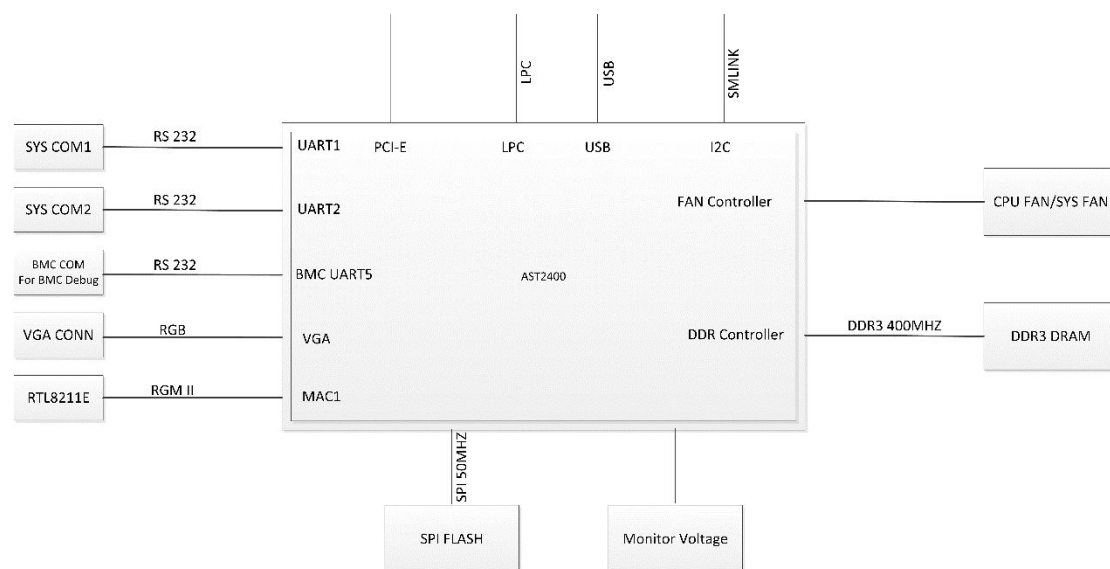 LPC
USB
SMLINK
SYS COM1
RS 232
UART1
PCI-E
LPC
USB
I2C
SYS COM2
RS 232
UART2
FAN Controller
CPU FAN/SYS FAN
BMC COM
For BMC Debug
RS 232
BMC UART5
AST2400
VGA CONN
RGB
VGA
DDR Controller
DDR3 400MHZ
DDR3 DRAM
RTL8211E
RGM II
MAC1
SPI 50MHZ
SPI FLASH
Monitor Voltage